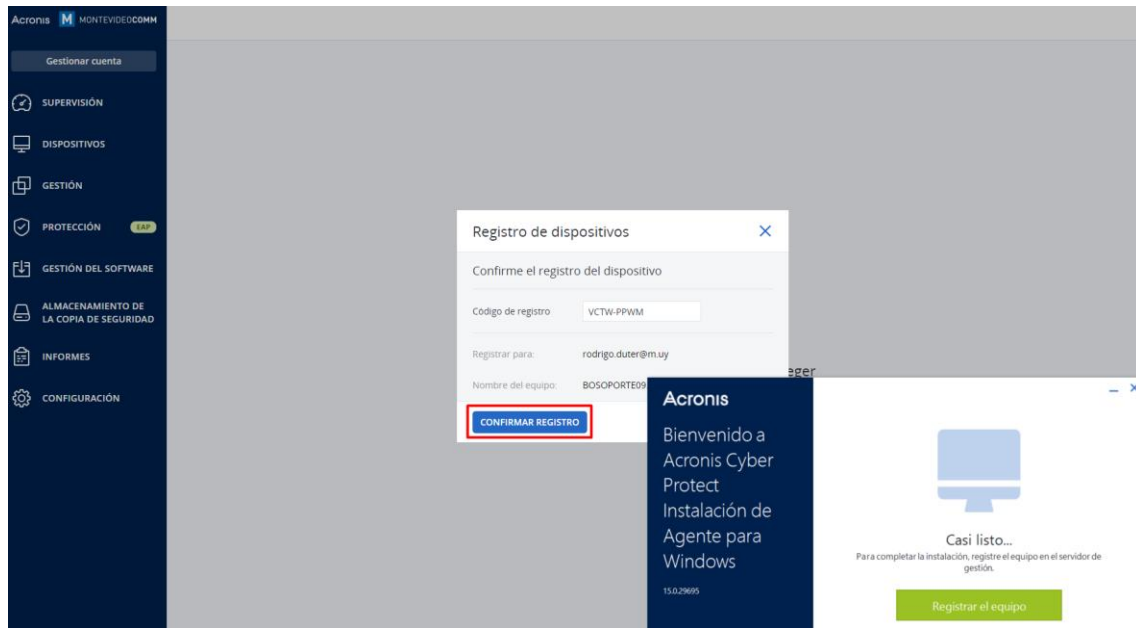 Acronis M MONTEVIDEOCOMM
Gestionar cuenta
SUPERVISIÓN
DISPOSITIVOS
GESTIÓN
PROTECCIÓN EAP
GESTIÓN DEL SOFTWARE
ALMACENAMIENTO DE
LA COPIA DE SEGURIDAD
INFORMES
CONFIGURACIÓN
Registro de dispositivos
Confirme el registro del dispositivo
Código de registro VCTW-PPWM
Registrar para: rodrigo.duter@m.uy
Nombre del equipo: BOSOPORTE09
CONFIRMAR REGISTRO
eger
Acronis
Bienvenido a
Acronis Cyber
Protect
Instalación de
Agente para
Windows
15.0.29695
Casi listo...
Para completar la instalación, registre el equipo en el servidor de
gestión.
Registrar el equipo